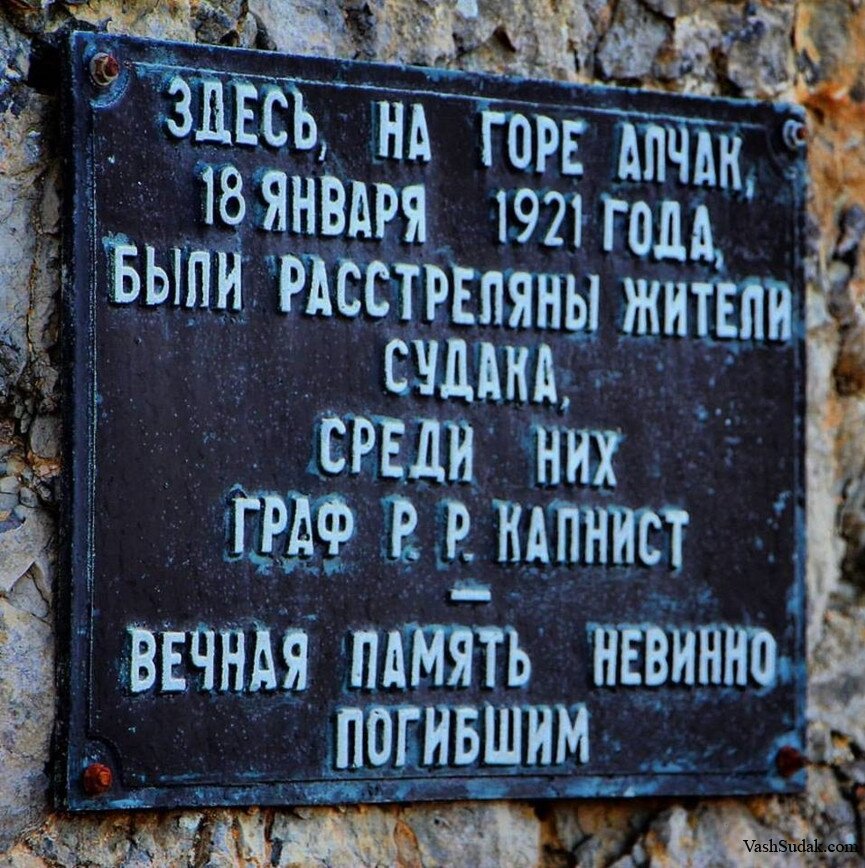 ЗДЕСЬ, НА ГОРЕ АЛЧАК,
18 ЯНВАРЯ 1921 ГОДА,
БЫЛИ РАССТРЕЛЯНЫ ЖИТЕЛИ
СУДАКА,
СРЕДИ НИХ
ГРАФ Р. Р. КАПНИСТ
—
ВЕЧНАЯ ПАМЯТЬ НЕВИННО
ПОГИБШИМ
VashSudak.com